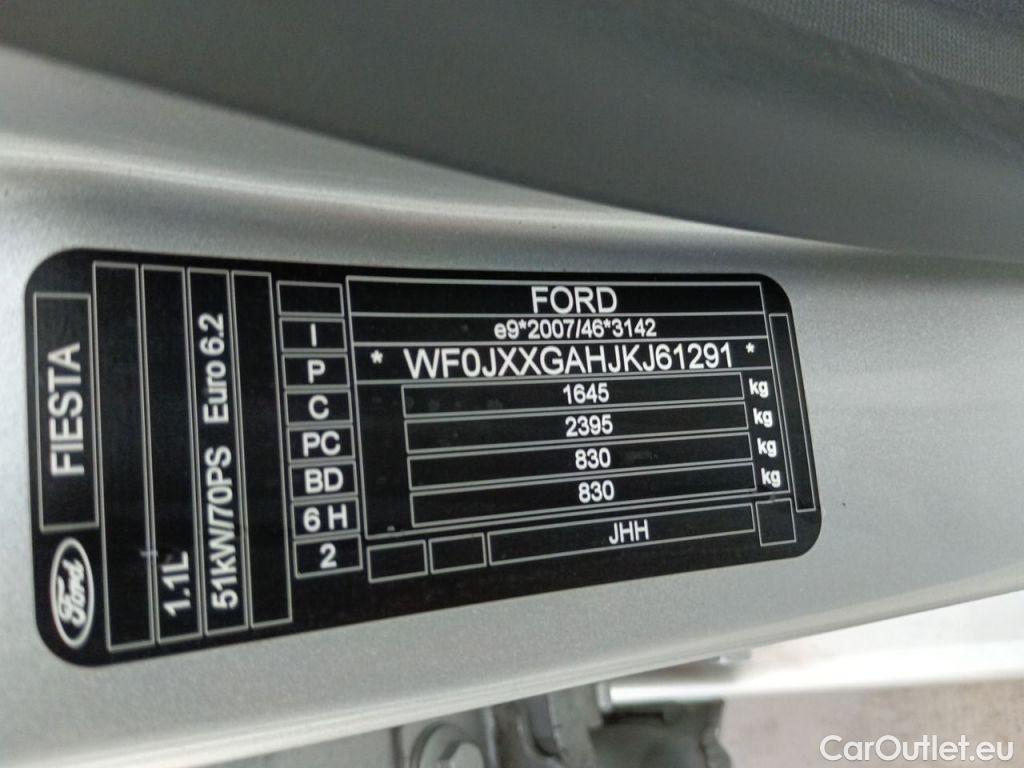 FIESTA
Ford
1.1L
51kW/70PS Euro 6.2
I
P
C
PC
BD
6 H
2
FORD
e9*2007/46*3142
* WF0JXXGAHJKJ61291 *
1645 kg
2395 kg
830 kg
830 kg
JHH
CarOutlet.eu